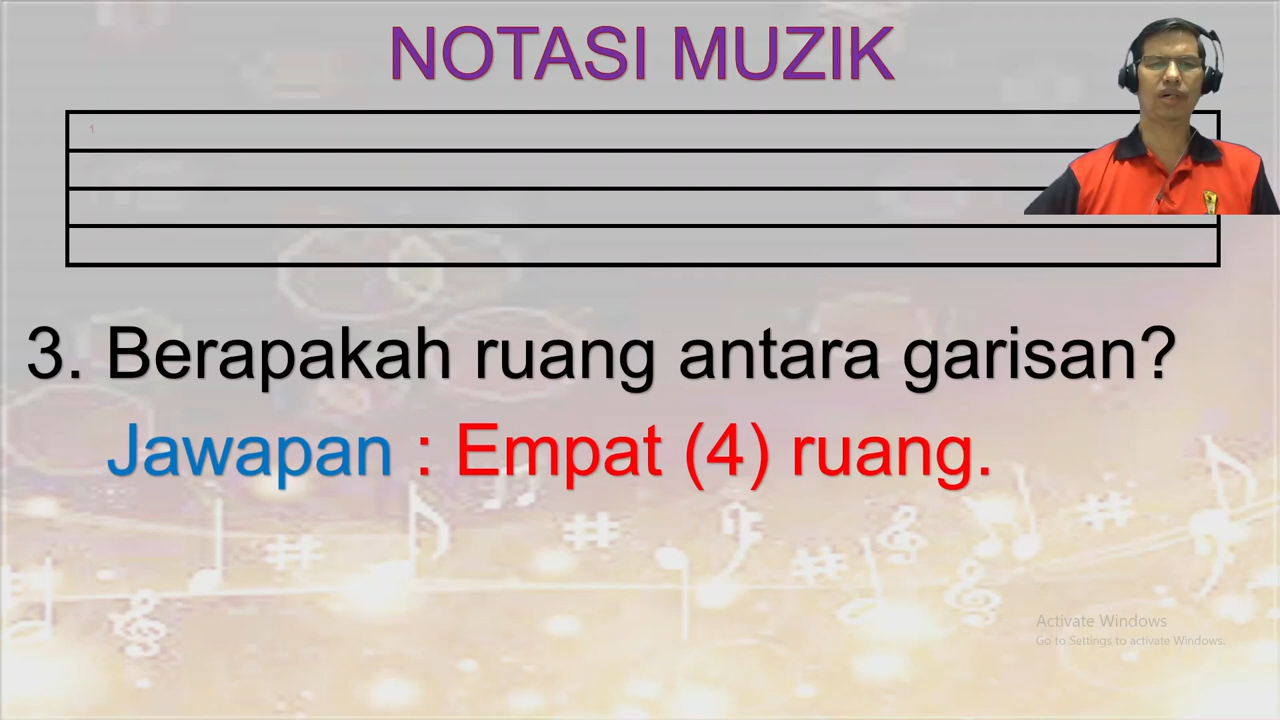 NOTASI MUZIK
1
3. Berapakah ruang antara garisan?
Jawapan : Empat (4) ruang.
Activate Windows
Go to Settings to activate Windows.